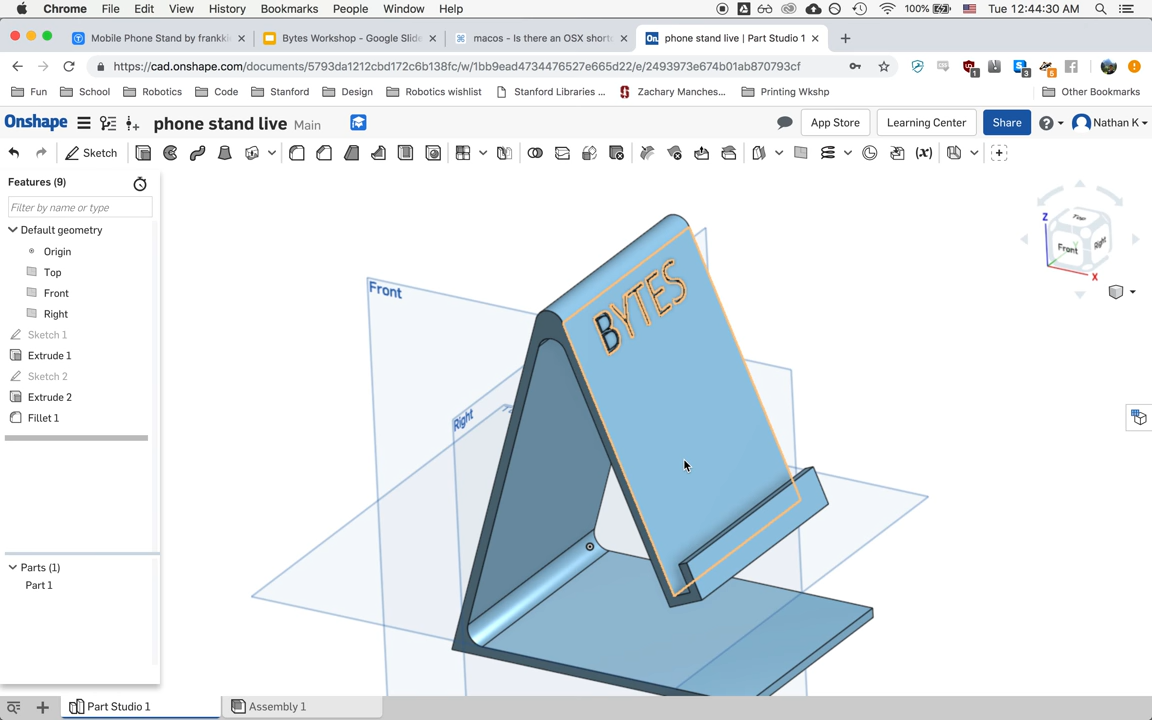 Chrome File Edit View History Bookmarks People Window Help 100% Tue 12:44:30 AM
Mobile Phone Stand by frankki Bytes Workshop - Google Slide macos - Is there an OSX short phone stand live | Part Studio 1
https://cad.onshape.com/documents/5793da1212cbd172c6b138fc/w/1bb9ead4734476527e665d22/e/2493973e674b01ab870793cf
Fun School Robotics Code Stanford Design Robotics wishlist Stanford Libraries ... Zachary Manches... Printing Wkshp Other Bookmarks
Onshape phone stand live Main App Store Learning Center Share Nathan K
Sketch (x)
Features (9)
Filter by name or type
Default geometry
Origin
Top
Front
Right
Sketch 1
Extrude 1
Sketch 2
Extrude 2
Fillet 1
Parts (1)
Part 1
Front
Right
BYTES
Top
Front
Right
Z
X
Part Studio 1 Assembly 1